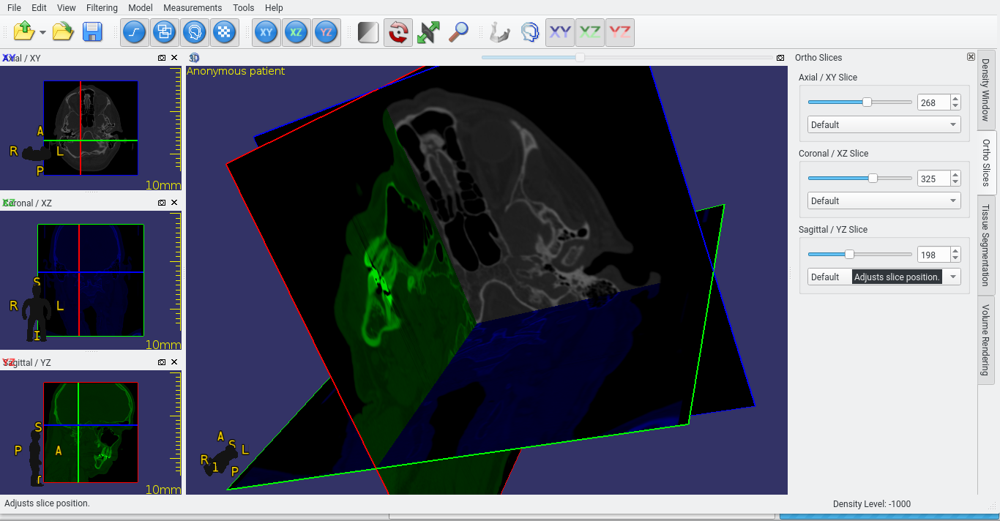 File Edit View Filtering Model Measurements Tools Help
XY XZ YZ XY XZ YZ
Axial / XY
A
R L
P
10mm
Coronal / XZ
S
R L
I
10mm
Sagittal / YZ
S
P A
I
10mm
3D
Anonymous patient
A
S L
R I
P
Ortho Slices
Axial / XY Slice
268
Default
Coronal / XZ Slice
325
Default
Sagittal / YZ Slice
198
Default Adjusts slice position.
Density Window
Ortho Slices
Tissue Segmentation
Volume Rendering
Adjusts slice position.
Density Level: -1000